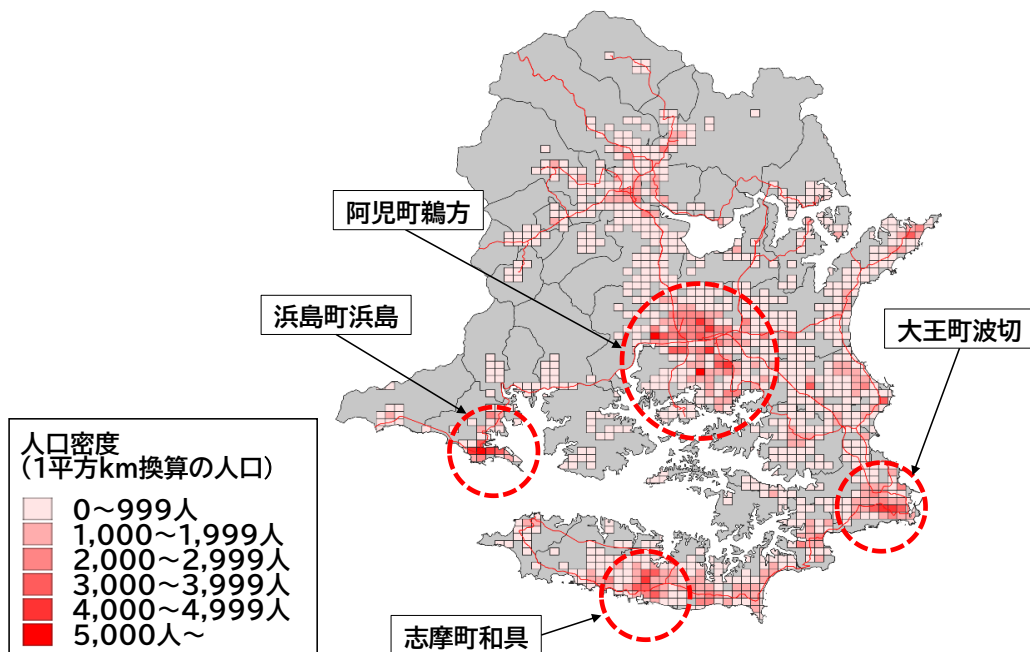 阿児町鵜方
浜島町浜島
大王町波切
人口密度
(1平方km換算の人口)
0～999人
1,000～1,999人
2,000～2,999人
3,000～3,999人
4,000～4,999人
5,000人～
志摩町和具